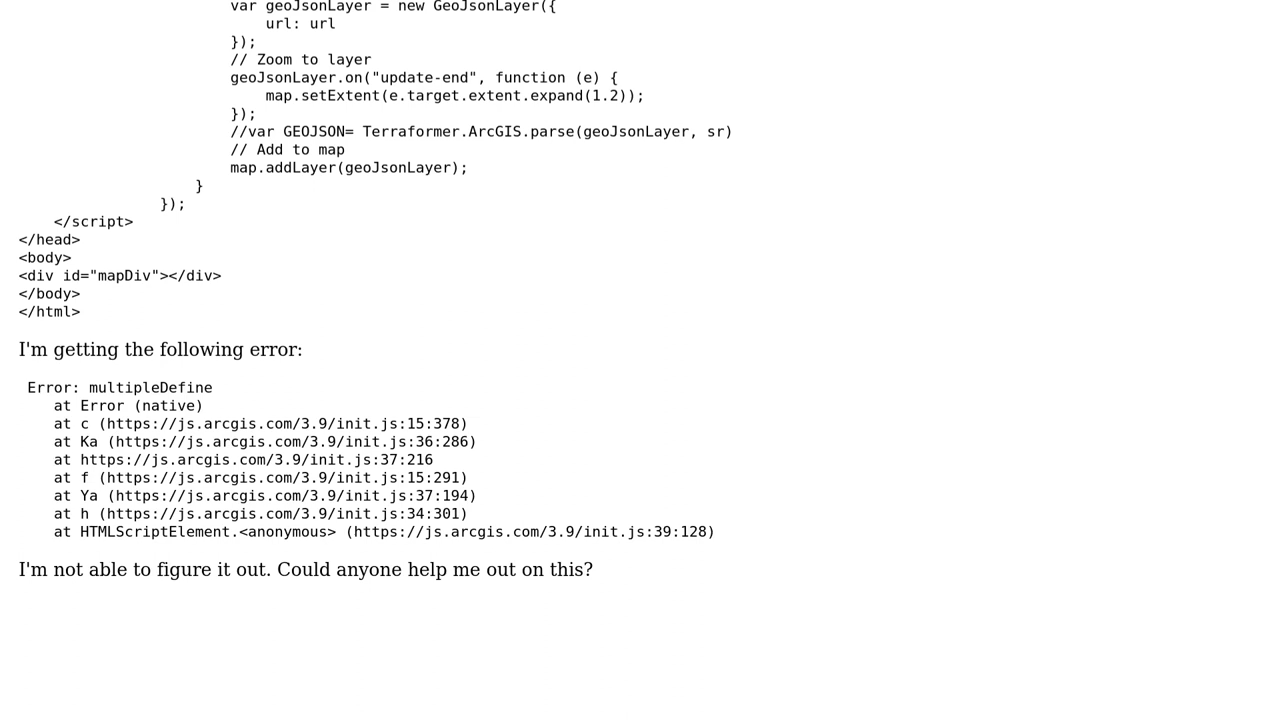 var geoJsonLayer = new GeoJsonLayer({
url: url
});
// Zoom to layer
geoJsonLayer.on("update-end", function (e) {
map.setExtent(e.target.extent.expand(1.2));
});
//var GEOJSON= Terraformer.ArcGIS.parse(geoJsonLayer, sr)
// Add to map
map.addLayer(geoJsonLayer);
}
});
</script>
</head>
<body>
<div id="mapDiv"></div>
</body>
</html>
I'm getting the following error:
Error: multipleDefine
at Error (native)
at c (https://js.arcgis.com/3.9/init.js:15:378)
at Ka (https://js.arcgis.com/3.9/init.js:36:286)
at https://js.arcgis.com/3.9/init.js:37:216
at f (https://js.arcgis.com/3.9/init.js:15:291)
at Ya (https://js.arcgis.com/3.9/init.js:37:194)
at h (https://js.arcgis.com/3.9/init.js:34:301)
at HTMLScriptElement.<anonymous> (https://js.arcgis.com/3.9/init.js:39:128)
I'm not able to figure it out. Could anyone help me out on this?